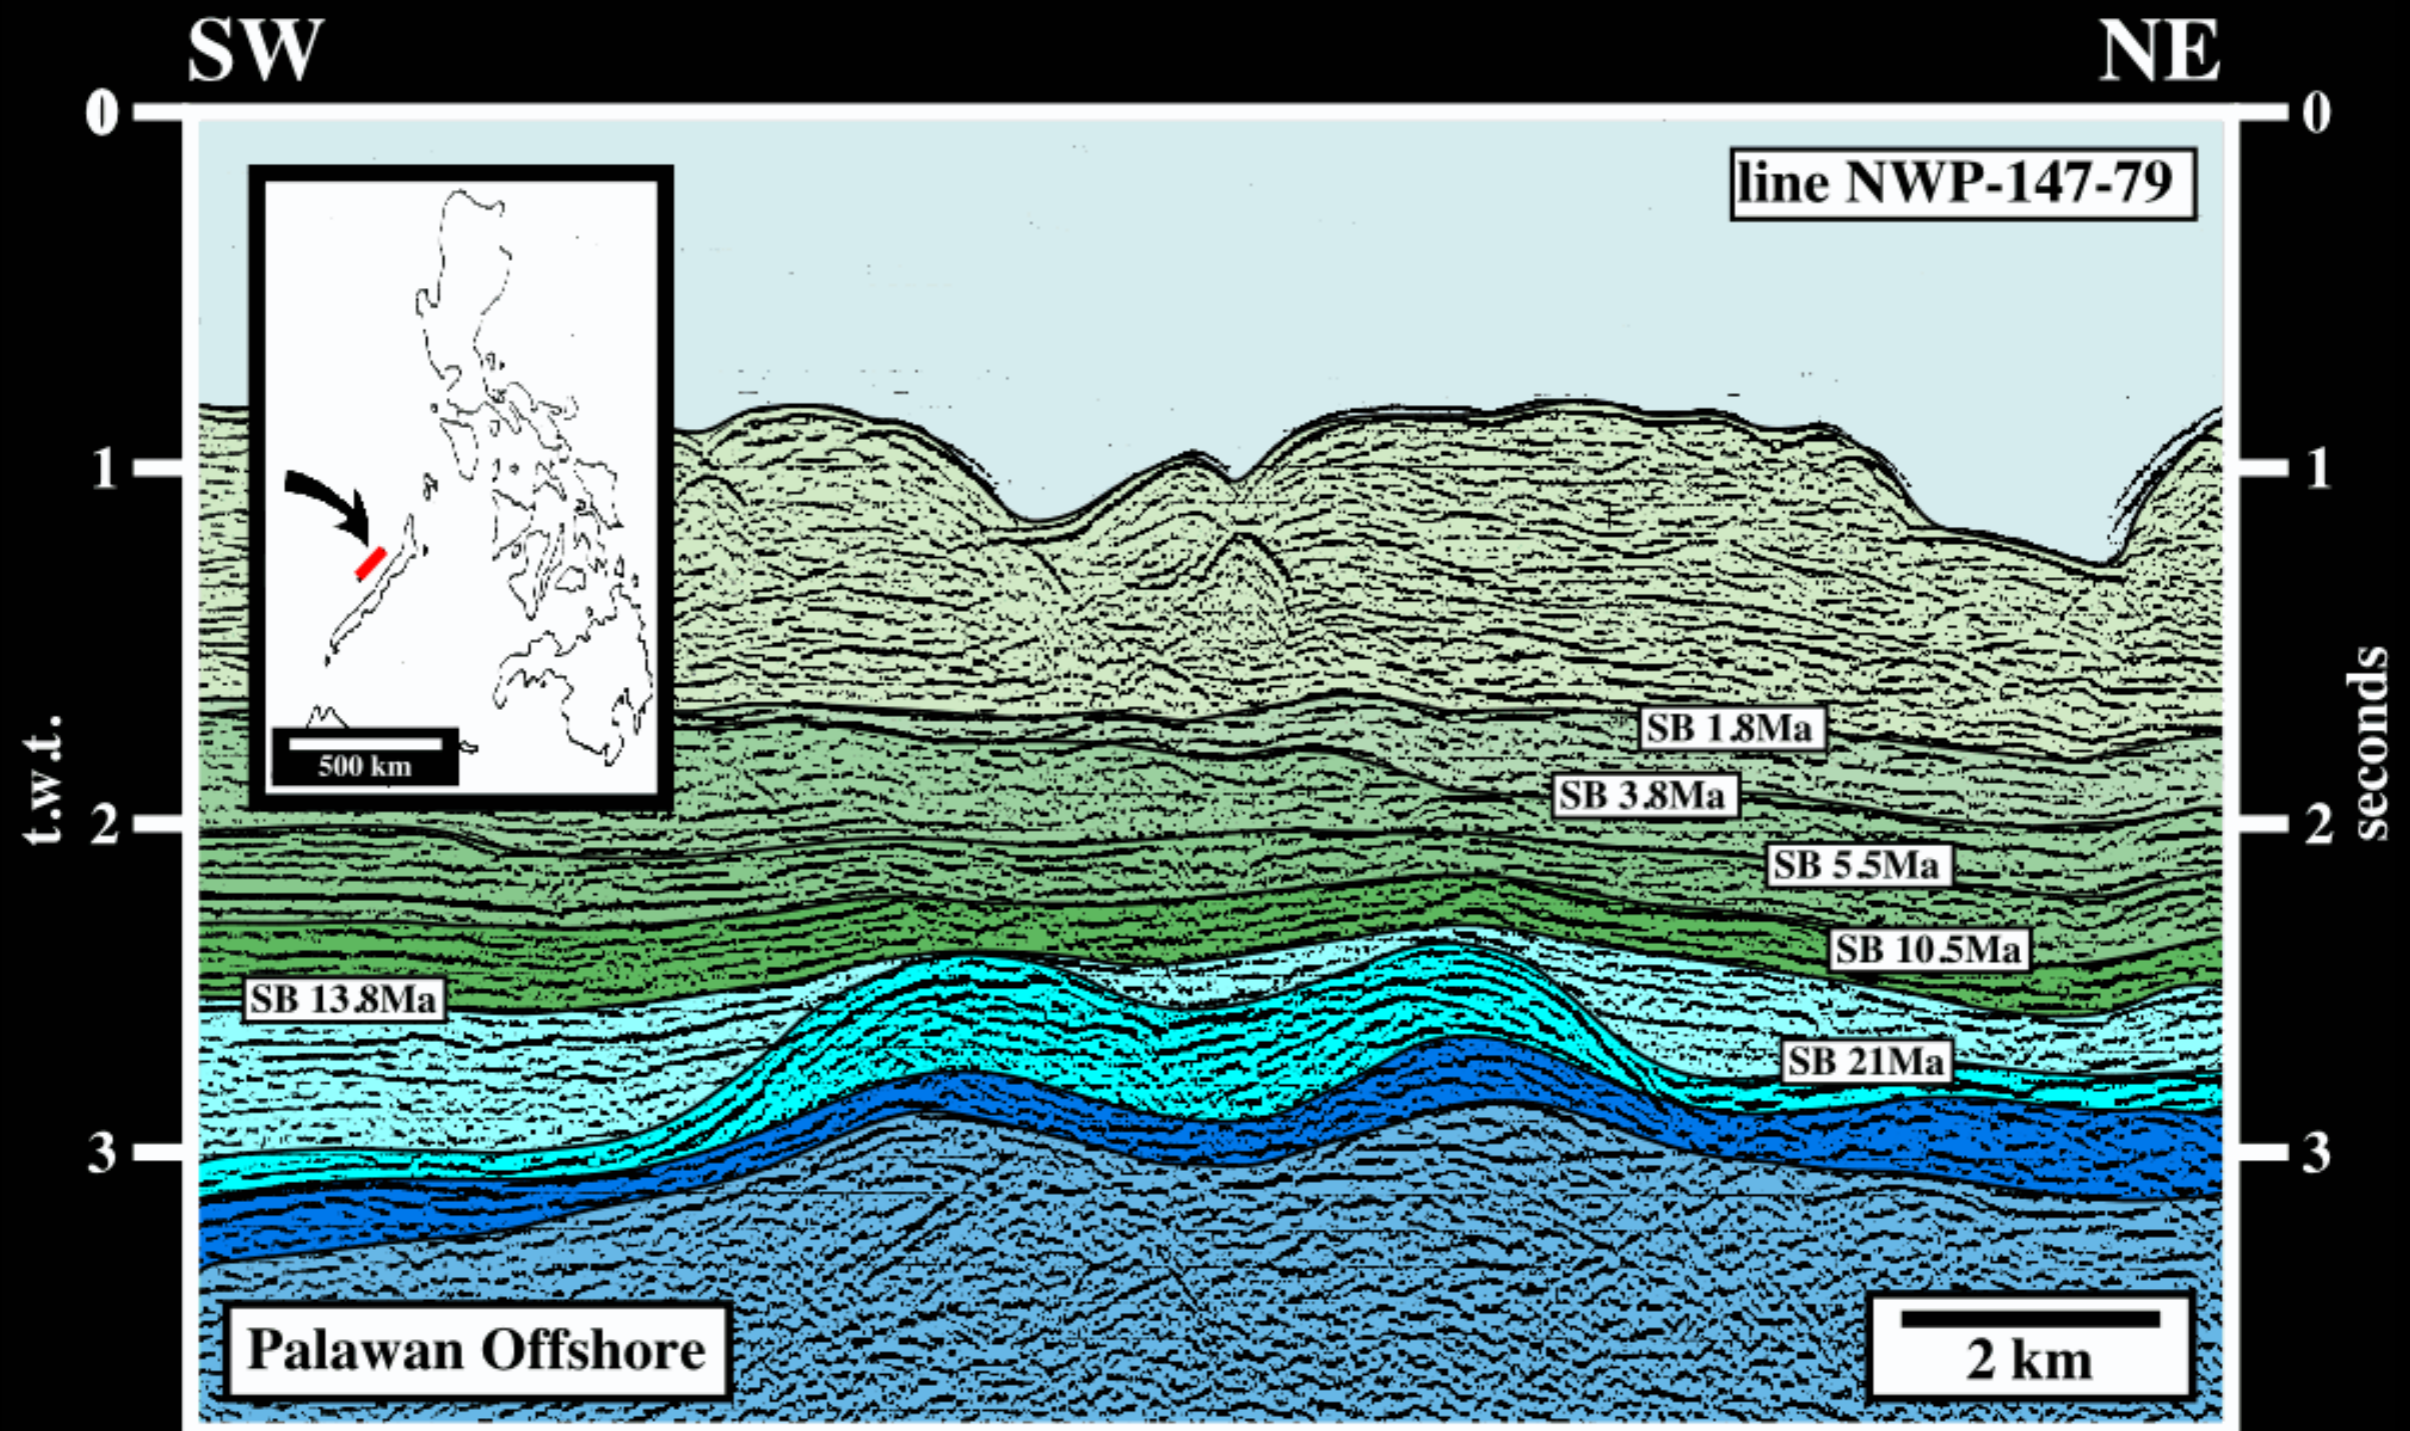 SW
NE
0
0
line NWP-147-79
1
1
500 km
SB 1.8Ma
SB 3.8Ma
t.w.t.
seconds
2
2
SB 5.5Ma
SB 10.5Ma
SB 13.8Ma
SB 21Ma
3
3
Palawan Offshore
2 km